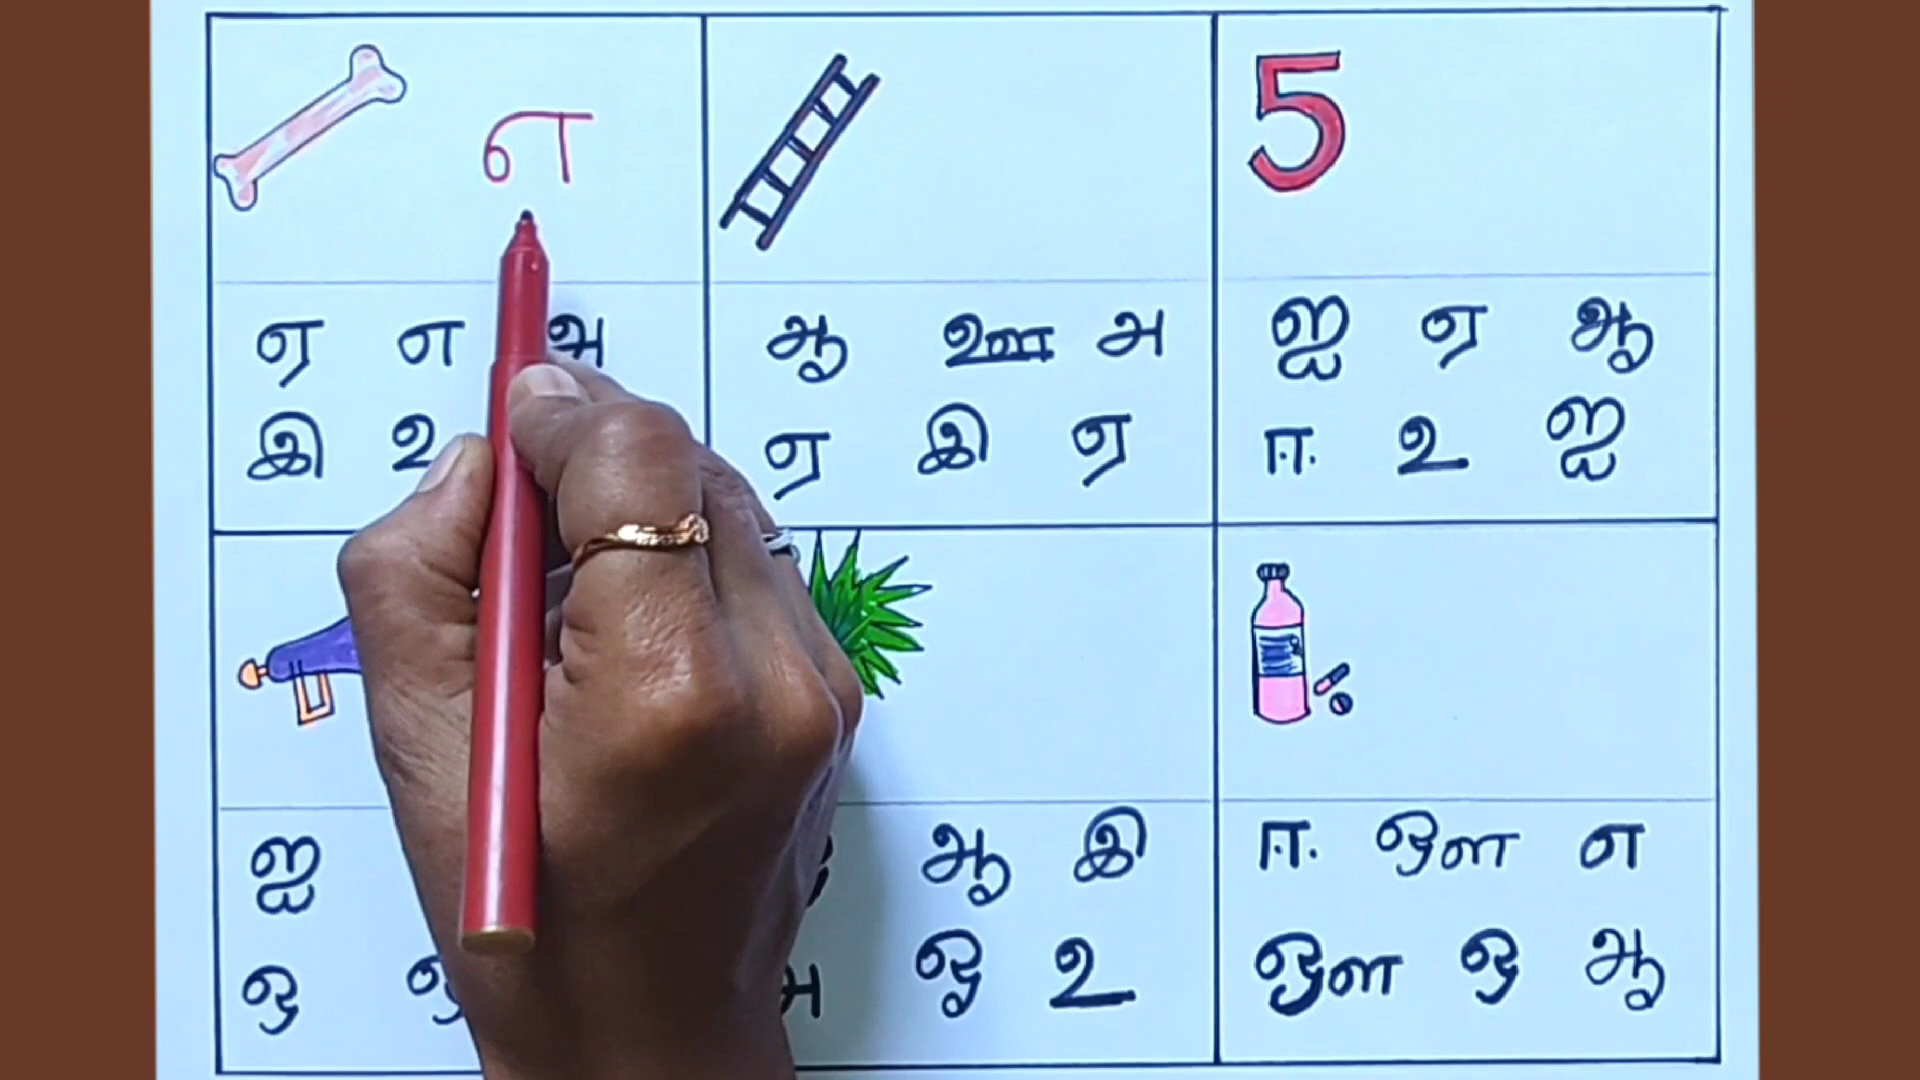 எ
5
ஏ எ அ
இ உ
ஆ ஊ அ
ஏ இ ஏ
ஐ ஏ ஆ
ஈ உ ஐ
ஐ
ஒ
ஆ இ
அ ஓ உ
ஈ ஔ எ
ஔ ஒ ஆ